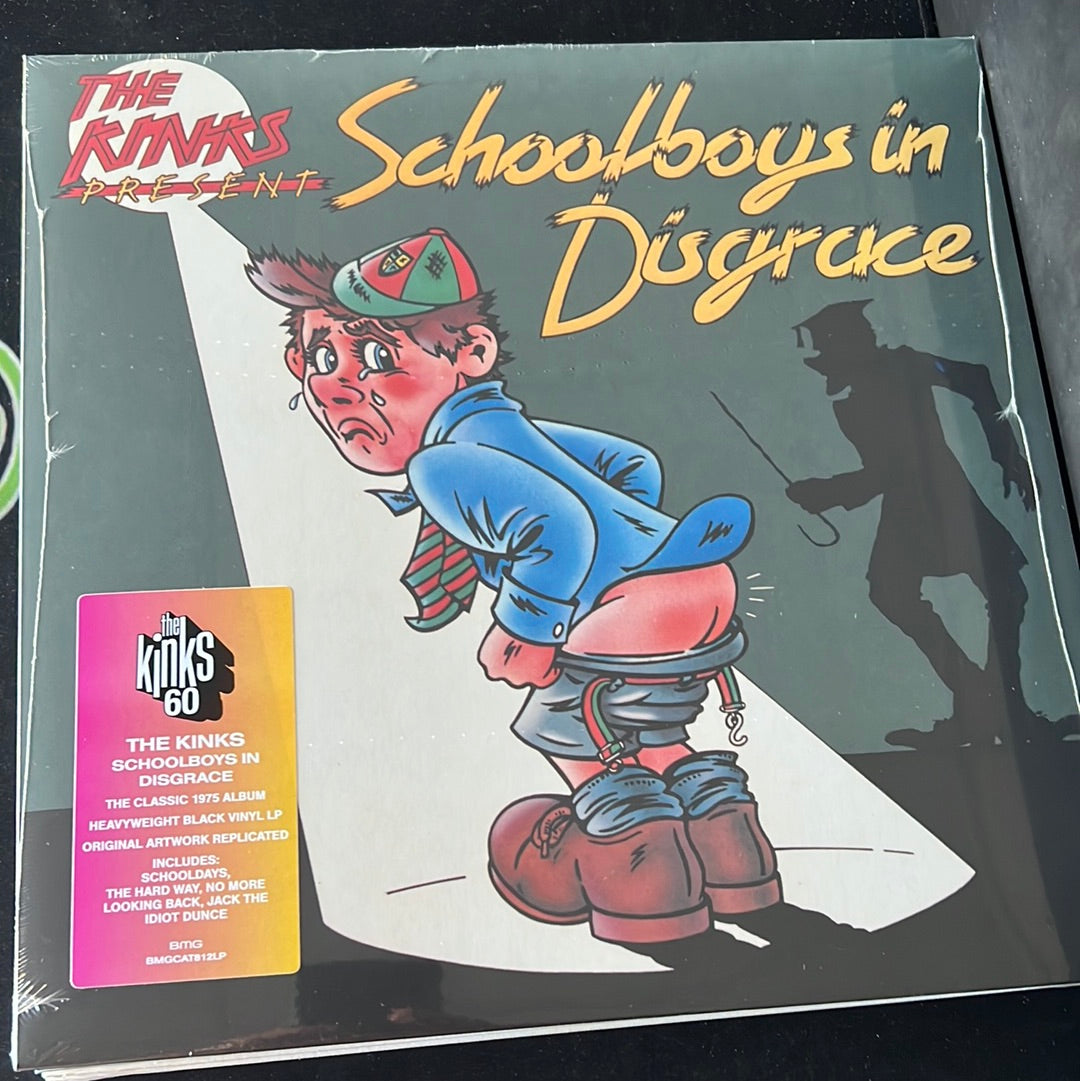 THE
KINKS
PRESENT
Schoolboys in
Disgrace
the
kinks
60
THE KINKS
SCHOOLBOYS IN
DISGRACE
THE CLASSIC 1975 ALBUM
HEAVYWEIGHT BLACK VINYL LP
ORIGINAL ARTWORK REPLICATED
INCLUDES:
SCHOOLDAYS,
THE HARD WAY, NO MORE
LOOKING BACK, JACK THE
IDIOT DUNCE
BMG
BMGCAT812LP